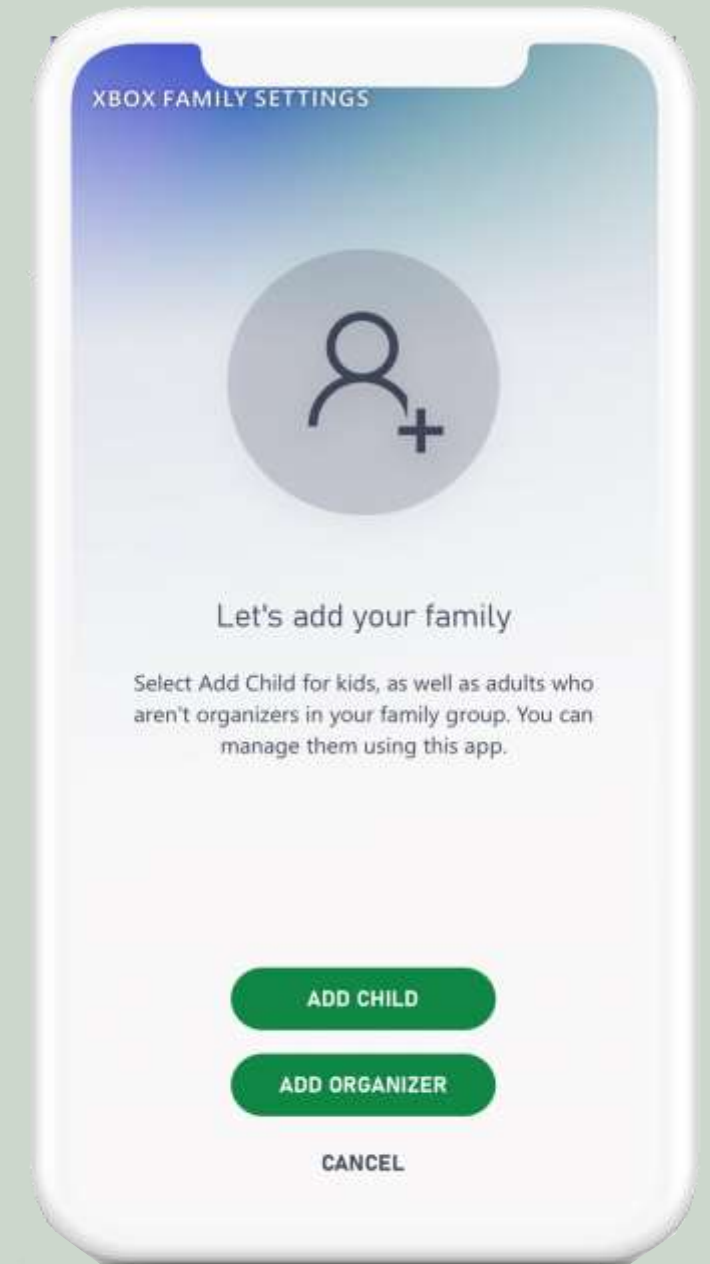 XBOX FAMILY SETTINGS
Let's add your family
Select Add Child for kids, as well as adults who
aren't organizers in your family group. You can
manage them using this app.
ADD CHILD
ADD ORGANIZER
CANCEL